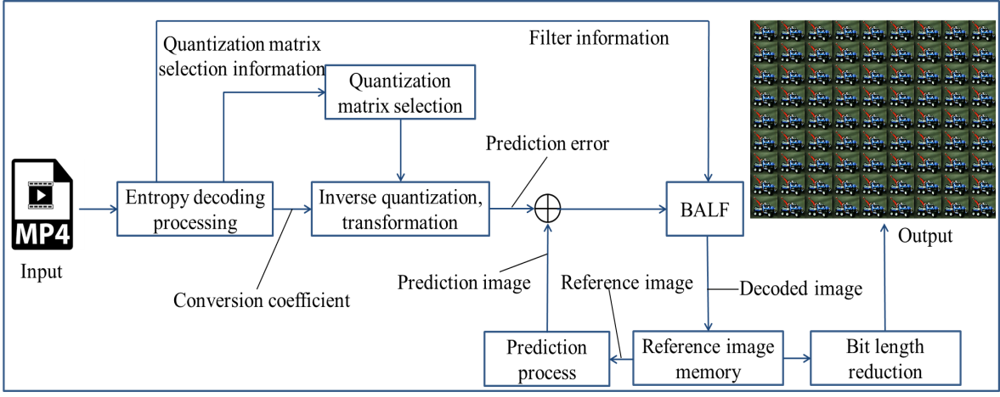 Quantization matrix
selection information
Filter information
Quantization
matrix selection
Prediction error
MP4
Input
Entropy decoding
processing
Inverse quantization,
transformation
BALF
Output
Conversion coefficient
Prediction image
Reference image
Decoded image
Prediction
process
Reference image
memory
Bit length
reduction